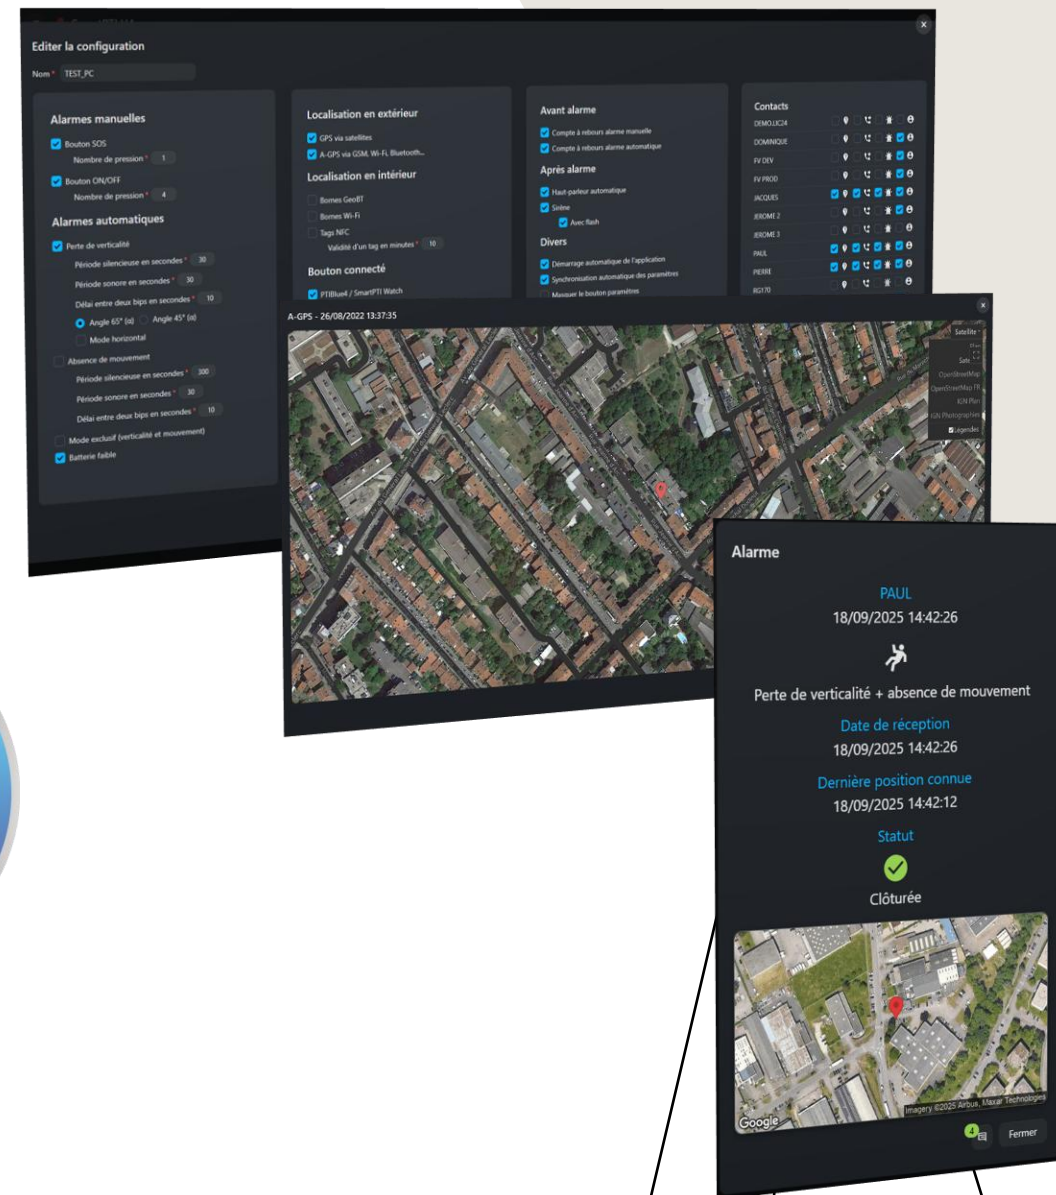 Editer la configuration
Nom * TEST_PC
Alarmes manuelles
Bouton SOS
Nombre de pression * 1
Bouton ON/OFF
Nombre de pression * 4
Alarmes automatiques
Perte de verticalité
Période silencieuse en secondes * 30
Période sonore en secondes * 30
Délai entre deux bips en secondes * 10
Angle 65° (α) Angle 45° (α)
Mode horizontal
Absence de mouvement
Période silencieuse en secondes * 300
Période sonore en secondes * 30
Délai entre deux bips en secondes * 10
Mode exclusif (verticalité et mouvement)
Batterie faible
Localisation en extérieur
GPS via satellites
A-GPS via GSM, Wi-Fi, Bluetooth...
Localisation en intérieur
Bornes GeoBT
Bornes Wi-Fi
Tags NFC
Validité d'un tag en minutes * 10
Bouton connecté
PTIBlue4 / SmartPTI Watch
Avant alarme
Compte à rebours alarme manuelle
Compte à rebours alarme automatique
Après alarme
Haut-parleur automatique
Sirène
Avec flash
Divers
Démarrage automatique de l'application
Synchronisation automatique des paramètres
Masquer le bouton paramètres
Contacts
DEMOJJC24
DOMINIQUE
FV DEV
FV PROD
JACQUES
JEROME 2
JEROME 3
PAUL
PIERRE
RG170
A-GPS - 26/08/2022 13:37:35
Satellite
Plan
OpenStreetMap
OpenStreetMap FR
IGN Plan
IGN Photographies
Légendes
Alarme
PAUL
18/09/2025 14:42:26
Perte de verticalité + absence de mouvement
Date de réception
18/09/2025 14:42:26
Dernière position connue
18/09/2025 14:42:12
Statut
Clôturée
Google
Imagery ©2025 Airbus, Maxar Technologies
4
Fermer